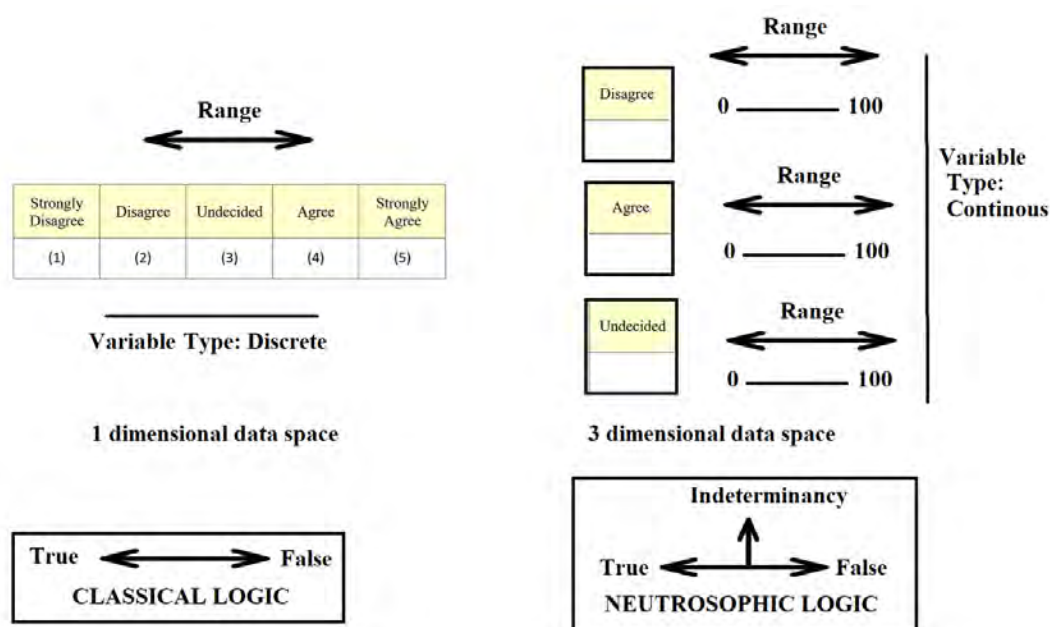 Range
Strongly Disagree
Disagree
Undecided
Agree
Strongly Agree
(1)
(2)
(3)
(4)
(5)
Variable Type: Discrete
1 dimensional data space
True
False
CLASSICAL LOGIC
Range
Disagree
0
100
Range
Agree
0
100
Range
Undecided
0
100
Variable
Type:
Continous
3 dimensional data space
Indeterminancy
True
False
NEUTROSOPHIC LOGIC